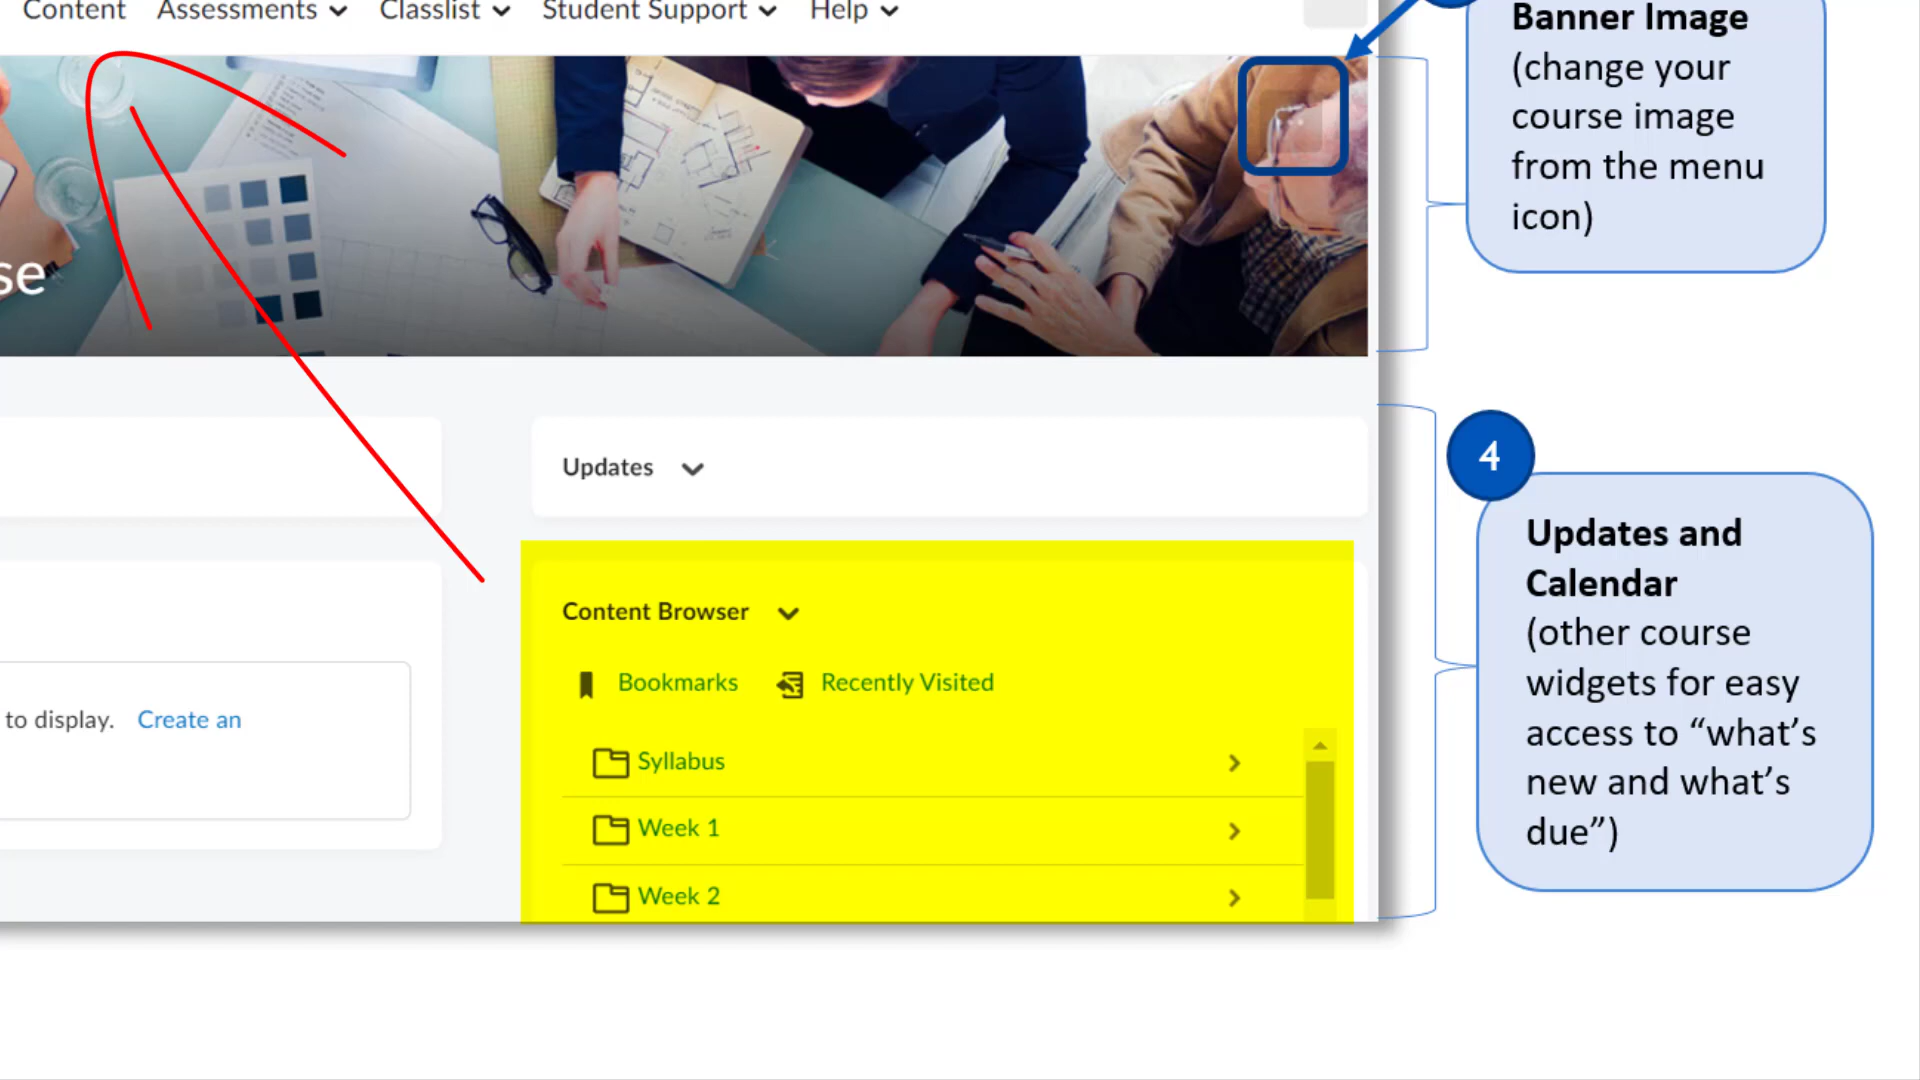 Content Assessments Classlist Student Support Help
Banner Image
(change your
course image
from the menu
icon)
se
Updates
4
Updates and
Calendar
(other course
widgets for easy
access to “what’s
new and what’s
due”)
Content Browser
Bookmarks Recently Visited
to display. Create an
Syllabus
Week 1
Week 2